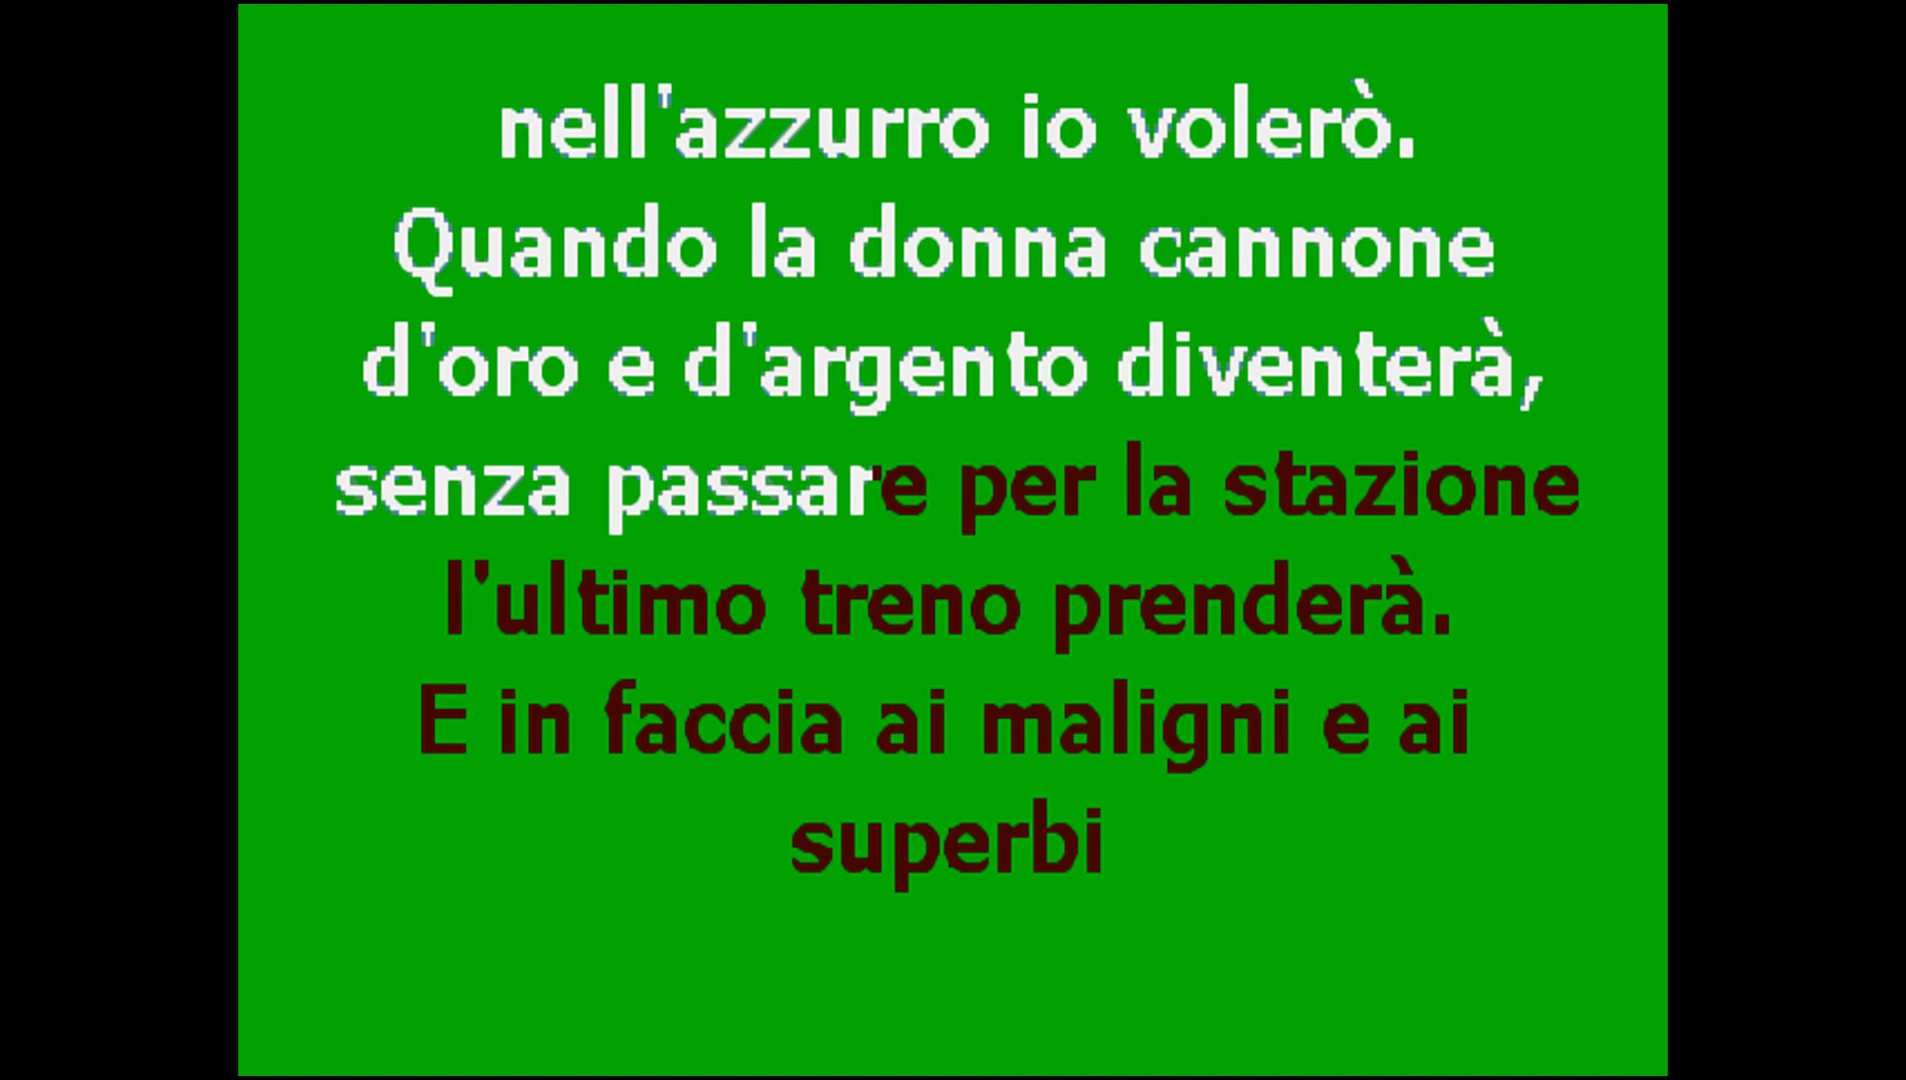 nell'azzurro io volerò.
Quando la donna cannone
d'oro e d'argento diventerà,
senza passare per la stazione
l'ultimo treno prenderà.
E in faccia ai maligni e ai
superbi